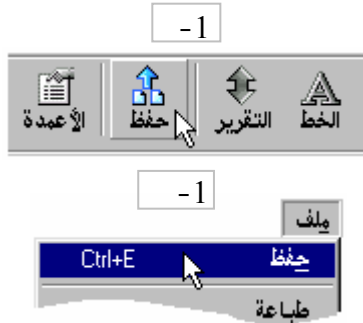 -1
الخط التقرير حفظ الأعمدة
-1
ملف
حفظ Ctrl+E
طباعة